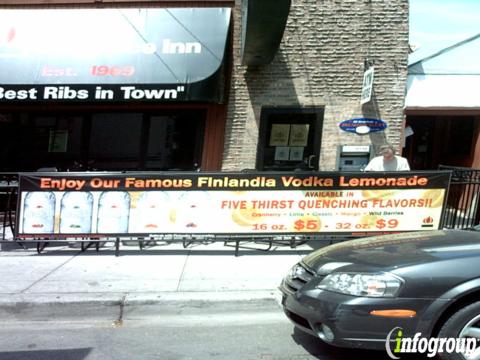 Inn
Est. 1969
Best Ribs in Town"
Enjoy Our Famous Finlandia Vodka Lemonade
AVAILABLE IN
FIVE THIRST QUENCHING FLAVORS!!
Cranberry - Lime - Classic - Mango - Wild Berries
16 oz. $5 - 32 oz. $9
infogroup